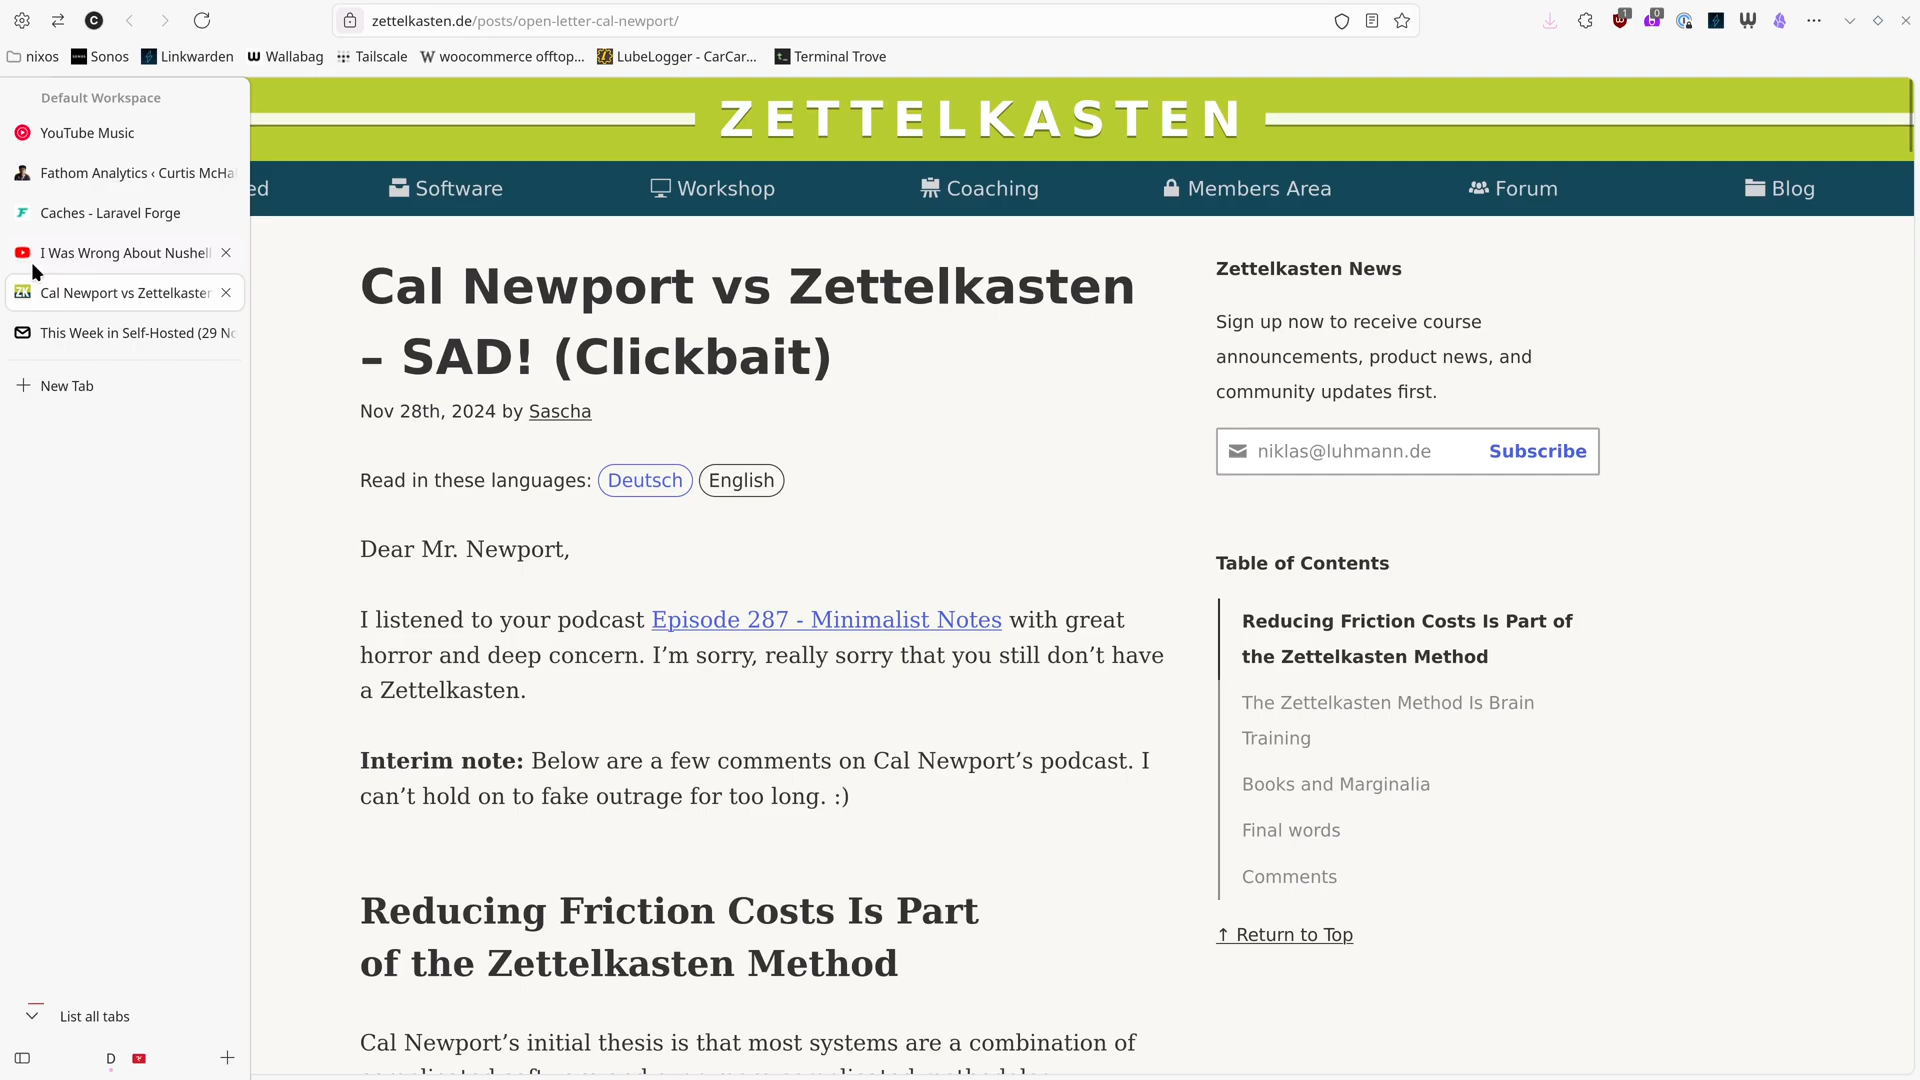 zettelkasten.de/posts/open-letter-cal-newport/
1
0
nixos
Sonos
Linkwarden
Wallabag
Tailscale
woocommerce offtop...
LubeLogger - CarCar...
Terminal Trove
Default Workspace
YouTube Music
Fathom Analytics ‹ Curtis McHa
Caches - Laravel Forge
I Was Wrong About Nushell
Cal Newport vs Zettelkasten
This Week in Self-Hosted (29 No
New Tab
List all tabs
D
ZETTELKASTEN
ed
Software
Workshop
Coaching
Members Area
Forum
Blog
Cal Newport vs Zettelkasten
– SAD! (Clickbait)
Nov 28th, 2024 by Sascha
Read in these languages: Deutsch English
Dear Mr. Newport,
I listened to your podcast Episode 287 - Minimalist Notes with great
horror and deep concern. I’m sorry, really sorry that you still don’t have
a Zettelkasten.
Interim note: Below are a few comments on Cal Newport’s podcast. I
can’t hold on to fake outrage for too long. :)
Reducing Friction Costs Is Part
of the Zettelkasten Method
Cal Newport’s initial thesis is that most systems are a combination of
Zettelkasten News
Sign up now to receive course
announcements, product news, and
community updates first.
niklas@luhmann.de
Subscribe
Table of Contents
Reducing Friction Costs Is Part of
the Zettelkasten Method
The Zettelkasten Method Is Brain
Training
Books and Marginalia
Final words
Comments
↑ Return to Top